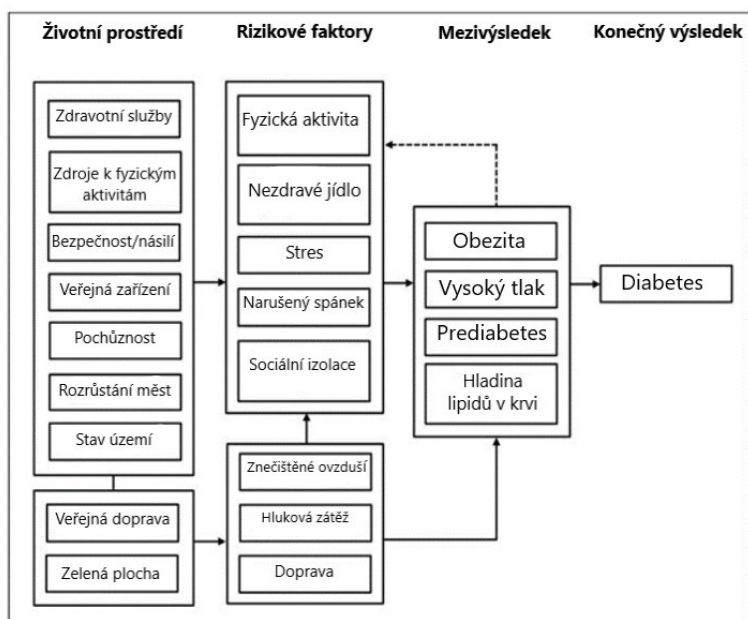 Životní prostředí
Rizikové faktory
Mezivýsledek
Konečný výsledek
Zdravotní služby
Zdroje k fyzickým
aktivitám
Bezpečnost/násilí
Veřejná zařízení
Pochůznost
Rozrůstání měst
Stav území
Veřejná doprava
Zelená plocha
Fyzická aktivita
Nezdravé jídlo
Stres
Narušený spánek
Sociální izolace
Znečištěné ovzduší
Hluková zátěž
Doprava
Obezita
Vysoký tlak
Prediabetes
Hladina
lipidů v krvi
Diabetes